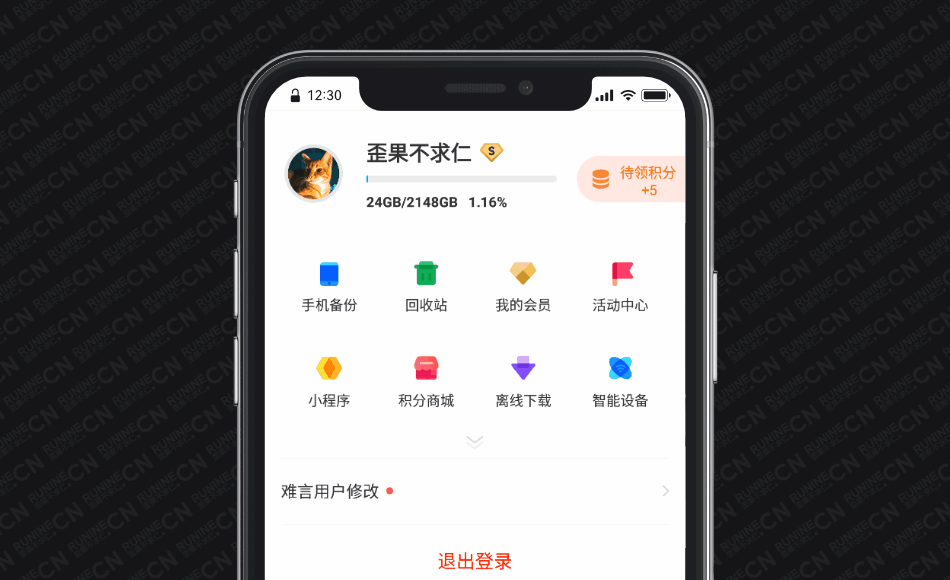 12:30
歪果不求仁 S
待领积分
+5
24GB/2148GB 1.16%
手机备份 回收站 我的会员 活动中心
小程序 积分商城 离线下载 智能设备
难言用户修改
退出登录
RUNINECN